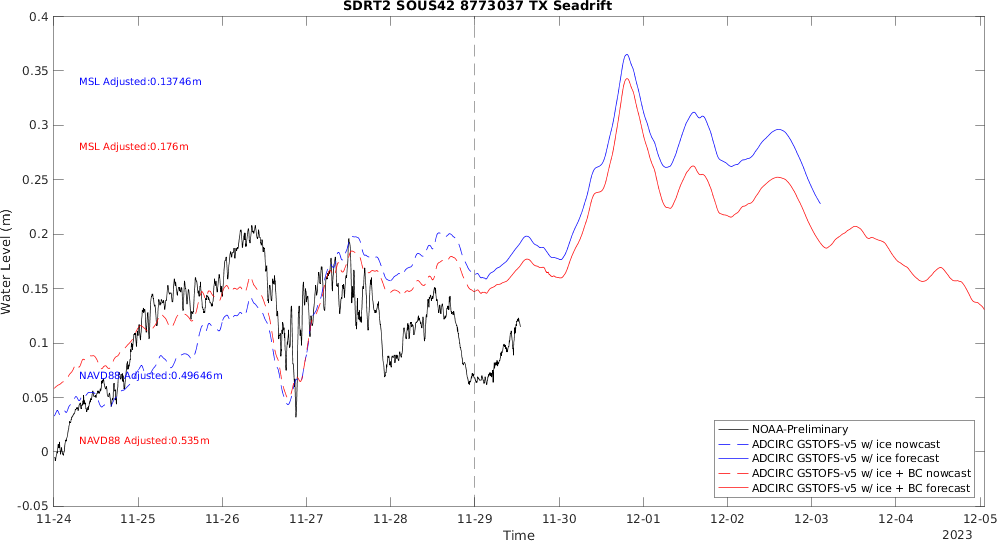 SDRT2 SOUS42 8773037 TX Seadrift
Water Level (m)
0.4
0.35
0.3
0.25
0.2
0.15
0.1
0.05
0
-0.05
MSL Adjusted:0.13746m
MSL Adjusted:0.176m
NAVD88 Adjusted:0.49646m
NAVD88 Adjusted:0.535m
NOAA-Preliminary
ADCIRC GSTOFS-v5 w/ ice nowcast
ADCIRC GSTOFS-v5 w/ ice forecast
ADCIRC GSTOFS-v5 w/ ice + BC nowcast
ADCIRC GSTOFS-v5 w/ ice + BC forecast
11-24 11-25 11-26 11-27 11-28 11-29 11-30 12-01 12-02 12-03 12-04 12-05
Time
2023